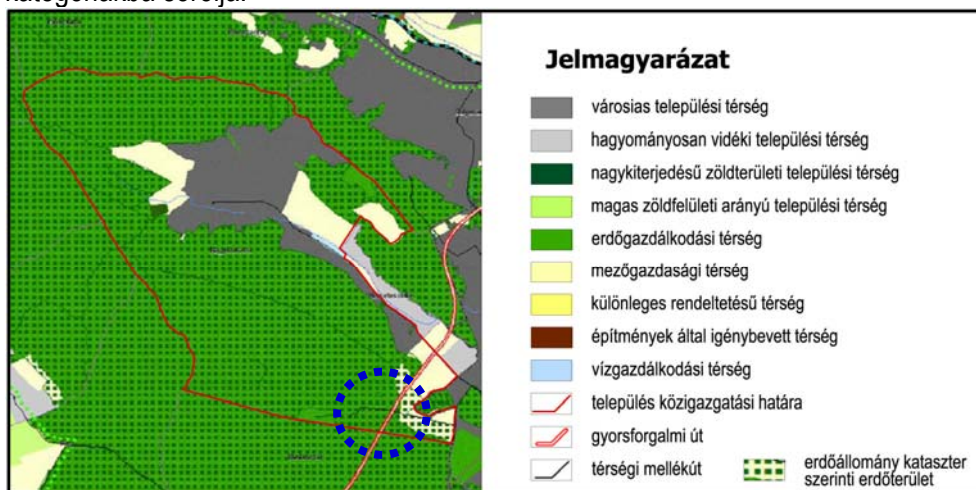 kategóriákba sorolja.
Jelmagyarázat
városias települési térség
hagyományosan vidéki települési térség
nagykiterjedésű zöldterületi települési térség
magas zöldfelületi arányú települési térség
erdőgazdálkodási térség
mezőgazdasági térség
különleges rendeltetésű térség
építmények által igénybevett térség
vízgazdálkodási térség
település közigazgatási határa
gyorsforgalmi út
térségi mellékút
erdőállomány kataszter
szerinti erdőterület